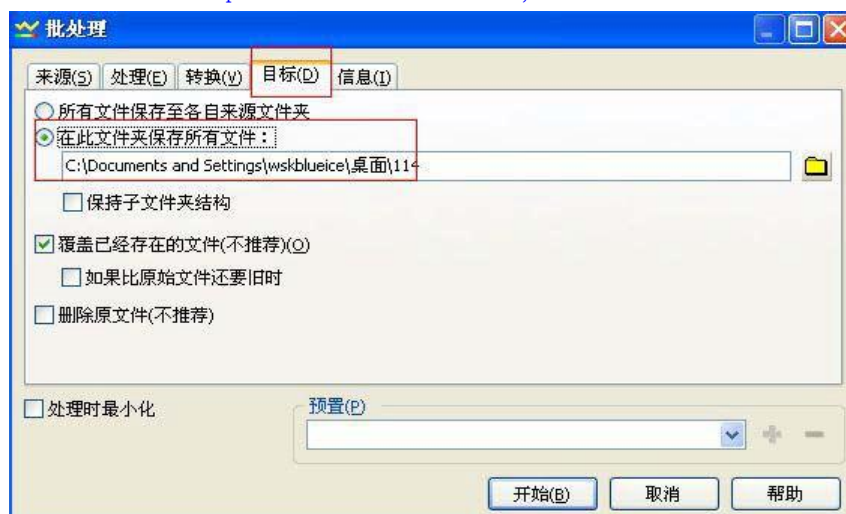 批处理
来源(S) 处理(E) 转换(V) 目标(D) 信息(I)
所有文件保存至各自来源文件夹
在此文件夹保存所有文件：
C:\Documents and Settings\wskblueice\桌面\114
保持子文件夹结构
覆盖已经存在的文件(不推荐)(O)
如果比原始文件还要旧时
删除原文件(不推荐)
处理时最小化
预置(P)
开始(B) 取消 帮助